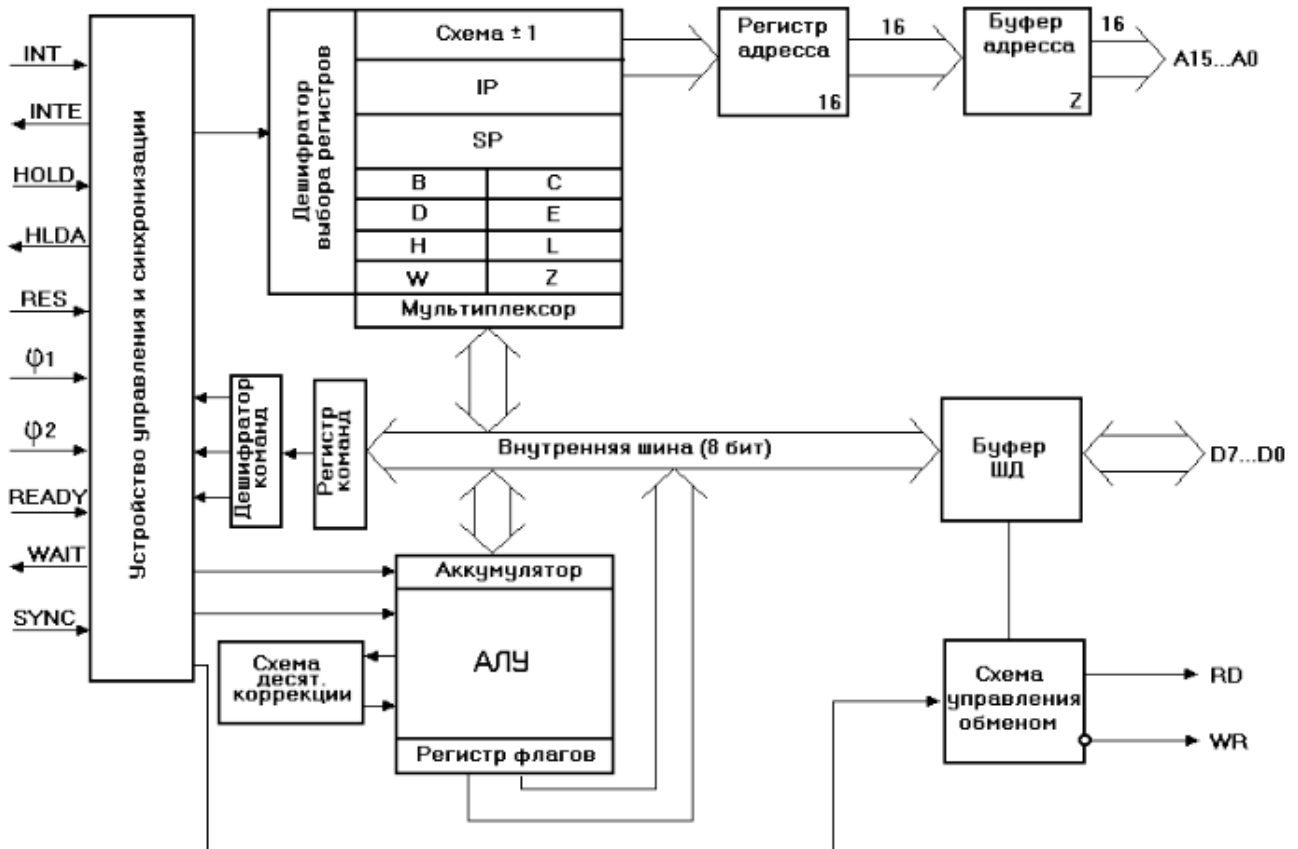 INT
INTE
HOLD
HLDA
RES
φ1
φ2
READY
WAIT
SYNC
Устройство управления и синхронизации
Дешифратор
выбора регистров
Схема ± 1
IP
SP
B
C
D
E
H
L
W
Z
Мультиплексор
Регистр
адресса
16
16
Буфер
адресса
Z
16
A15...A0
Дешифратор
команд
Регистр
команд
Внутренняя шина (8 бит)
Буфер
ШД
D7...D0
Аккумулятор
АЛУ
Регистр флагов
Схема
десят.
коррекции
Схема
управления
обменом
RD
WR